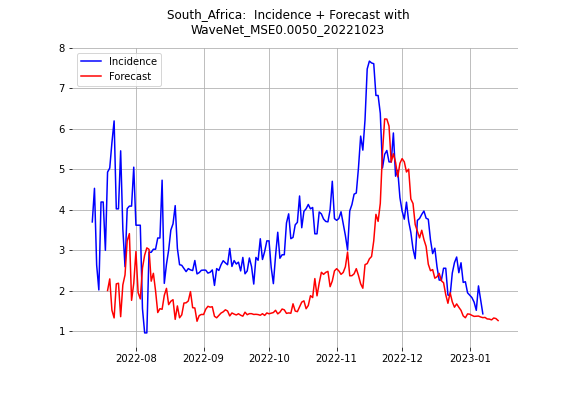 South_Africa:  Incidence + Forecast with
WaveNet_MSE0.0050_20221023
Incidence
Forecast
8
7
6
5
4
3
2
1
2022-08 2022-09 2022-10 2022-11 2022-12 2023-01